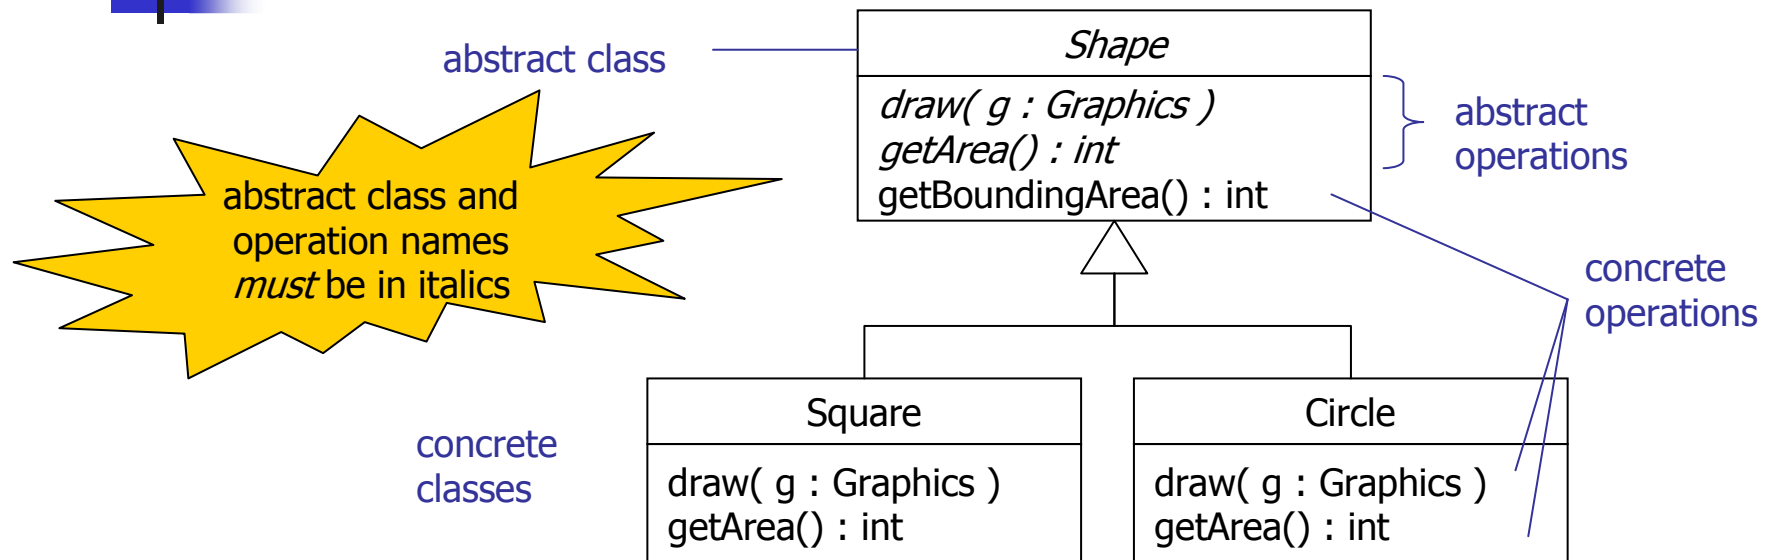 abstract class
Shape
draw( g : Graphics )
getArea() : int
getBoundingArea() : int
abstract
operations
abstract class and
operation names
must be in italics
concrete
operations
concrete
classes
Square
draw( g : Graphics )
getArea() : int
Circle
draw( g : Graphics )
getArea() : int